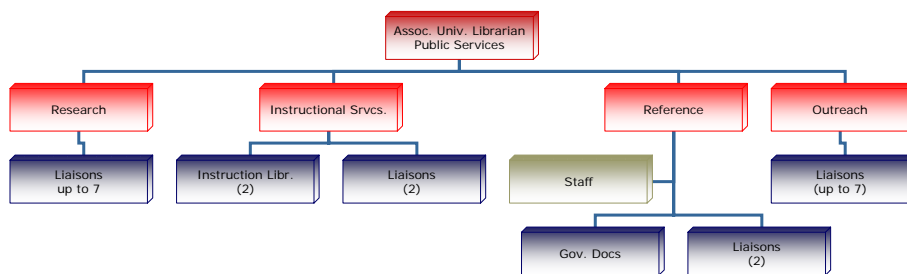 Assoc. Univ. Librarian
Public Services
Research
Instructional Srvcs.
Reference
Outreach
Liaisons
up to 7
Instruction Libr.
(2)
Liaisons
(2)
Staff
Liaisons
(up to 7)
Gov. Docs
Liaisons
(2)